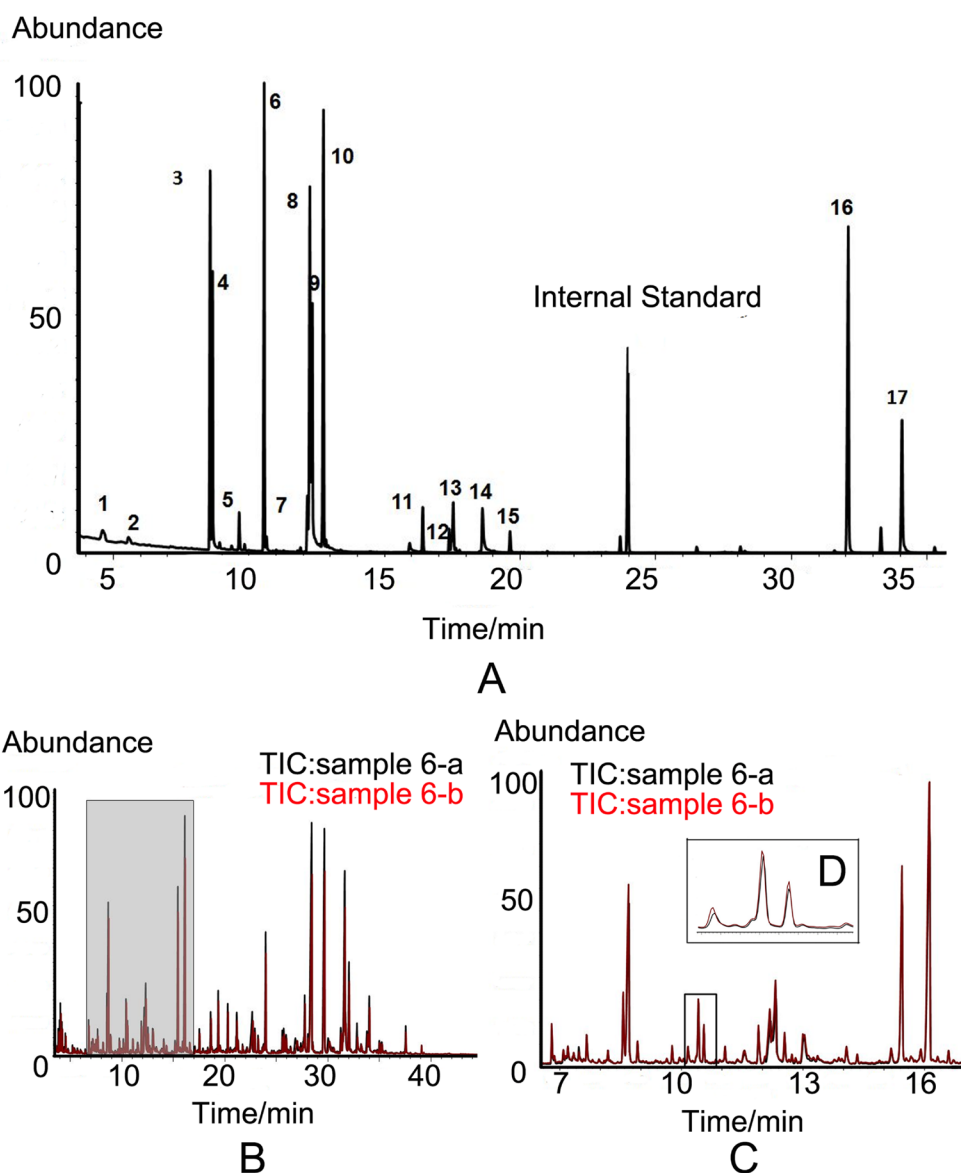 Abundance
100
50
0
1
2
3
4
5
6
7
8
9
10
11
12
13
14
15
Internal Standard
16
17
5
10
15
20
25
30
35
Time/min
A
Abundance
TIC:sample 6-a
TIC:sample 6-b
100
50
0
10
20
30
40
Time/min
B
Abundance
TIC:sample 6-a
TIC:sample 6-b
100
50
0
D
7
10
13
16
Time/min
C